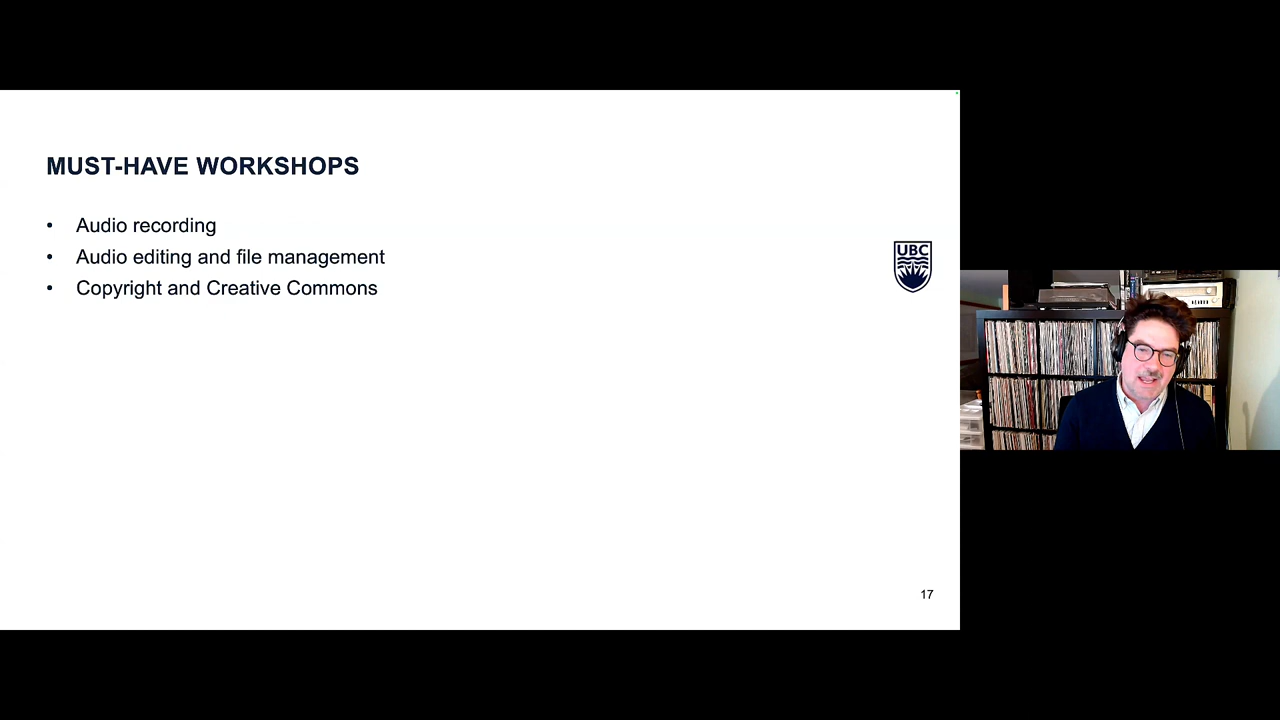 MUST-HAVE WORKSHOPS
• Audio recording
• Audio editing and file management
• Copyright and Creative Commons
UBC
17